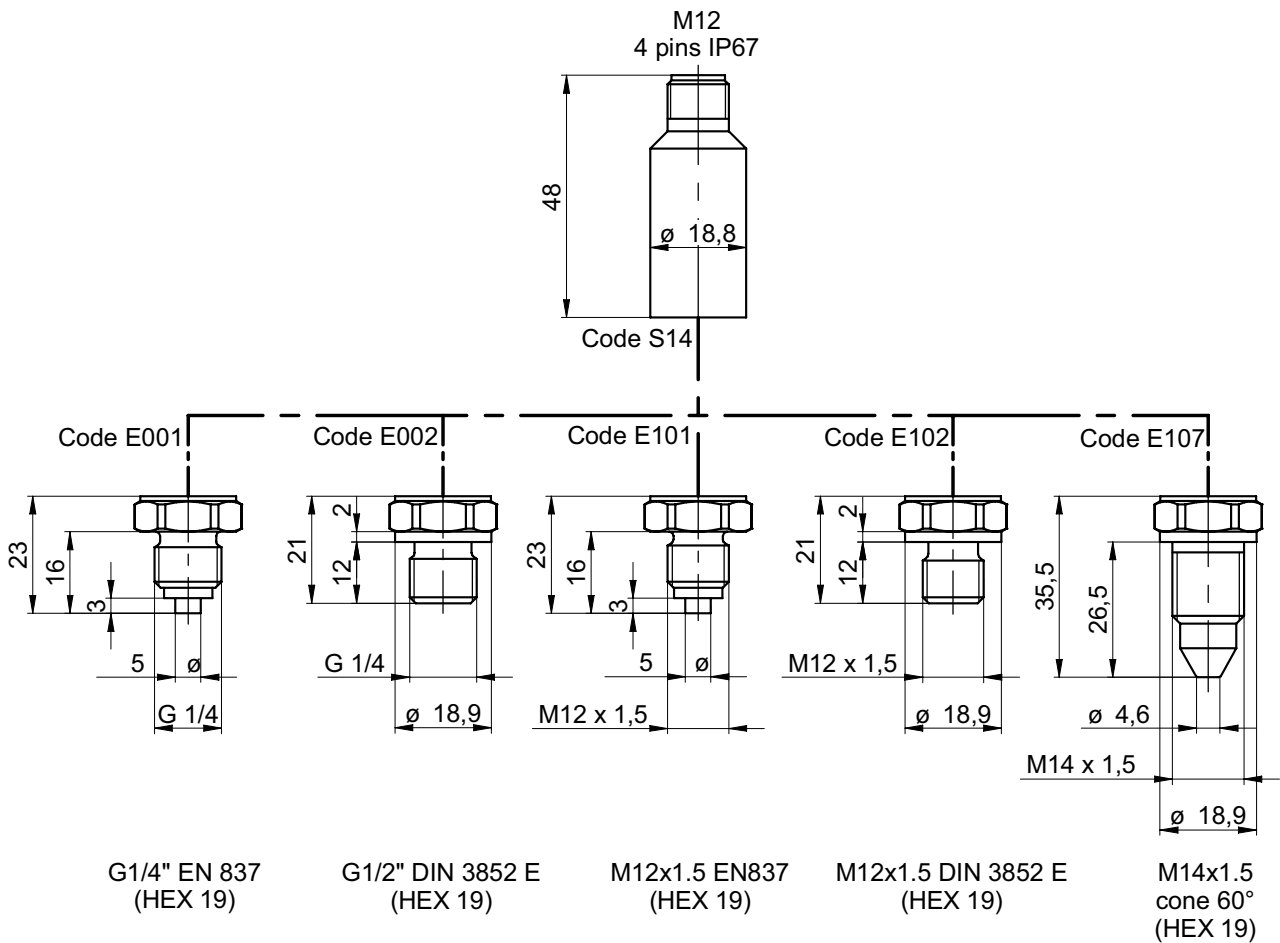 M12
4 pins IP67
48
ø 18,8
Code S14
Code E001
Code E002
Code E101
Code E102
Code E107
23
16
3
5 ø
G 1/4
21
2
12
G 1/4
ø 18,9
23
16
3
5 ø
M12 x 1,5
21
2
12
M12 x 1,5
ø 18,9
35,5
26,5
ø 4,6
M14 x 1,5
ø 18,9
G1/4" EN 837
(HEX 19)
G1/2" DIN 3852 E
(HEX 19)
M12x1.5 EN837
(HEX 19)
M12x1.5 DIN 3852 E
(HEX 19)
M14x1.5
cone 60°
(HEX 19)